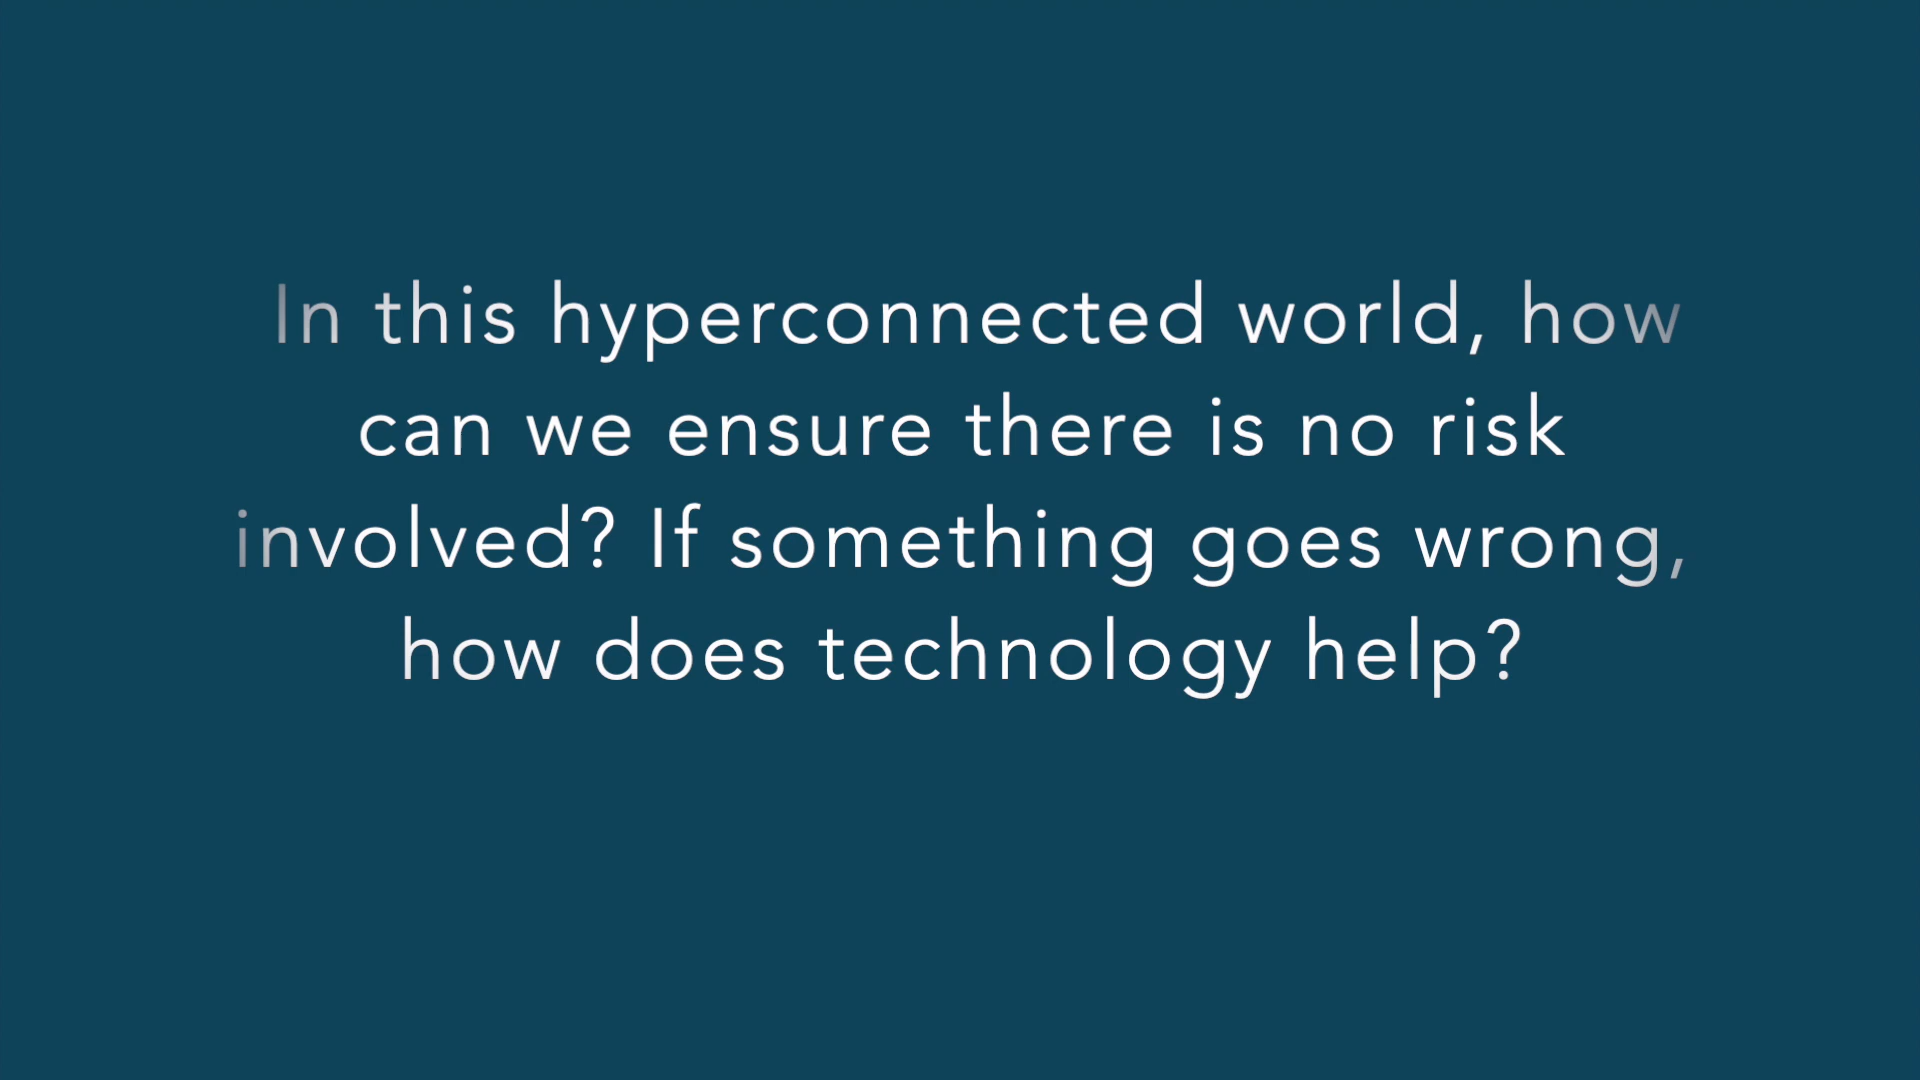 In this hyperconnected world, how
can we ensure there is no risk
involved? If something goes wrong,
how does technology help?